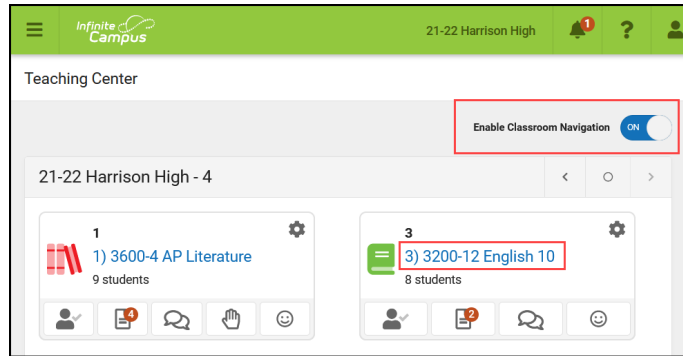 Infinite
Campus
21-22 Harrison High
1
?
Teaching Center
Enable Classroom Navigation
ON
21-22 Harrison High - 4
1
1) 3600-4 AP Literature
9 students
4
3
3) 3200-12 English 10
8 students
2